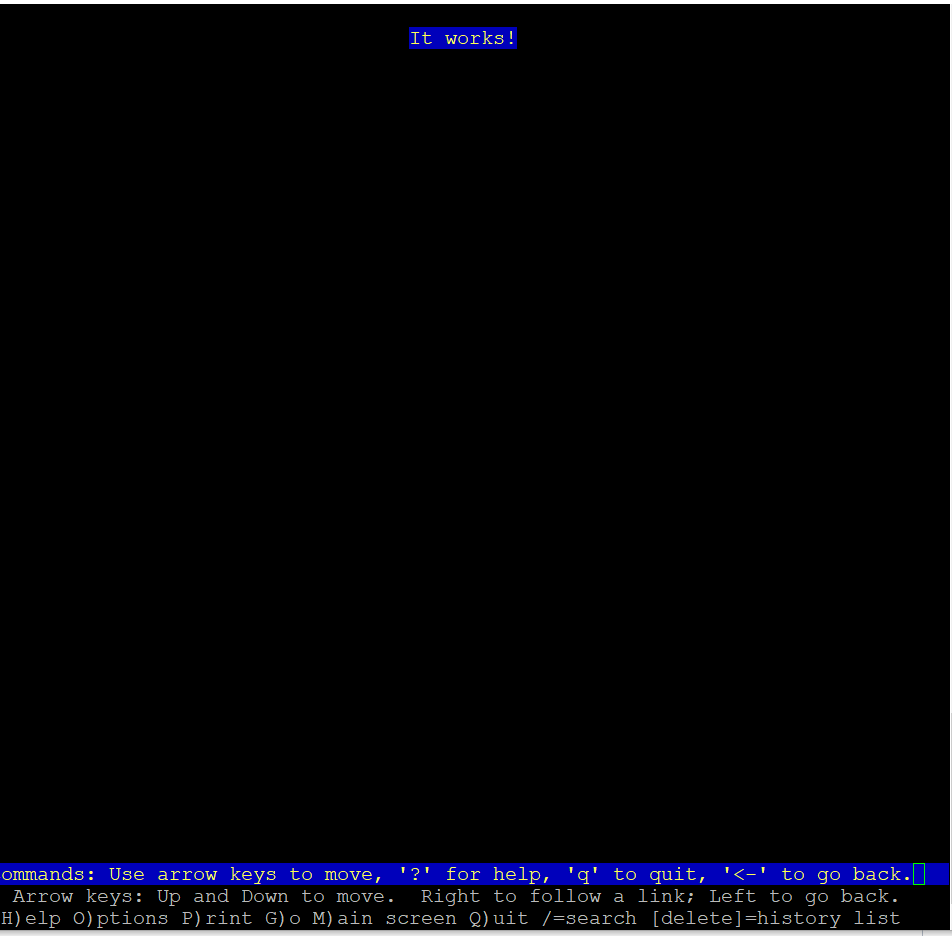 It works!
ommands: Use arrow keys to move, '?' for help, 'q' to quit, '<-' to go back.
Arrow keys: Up and Down to move.  Right to follow a link; Left to go back.
H)elp O)ptions P)rint G)o M)ain screen Q)uit /=search [delete]=history list